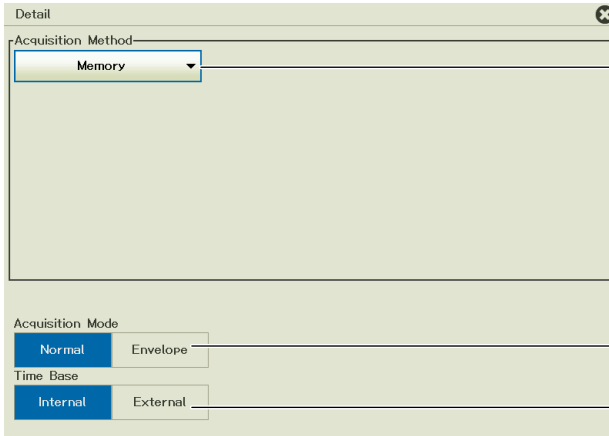 Detail
Acquisition Method
Memory
Acquisition Mode
Normal Envelope
Time Base
Internal External